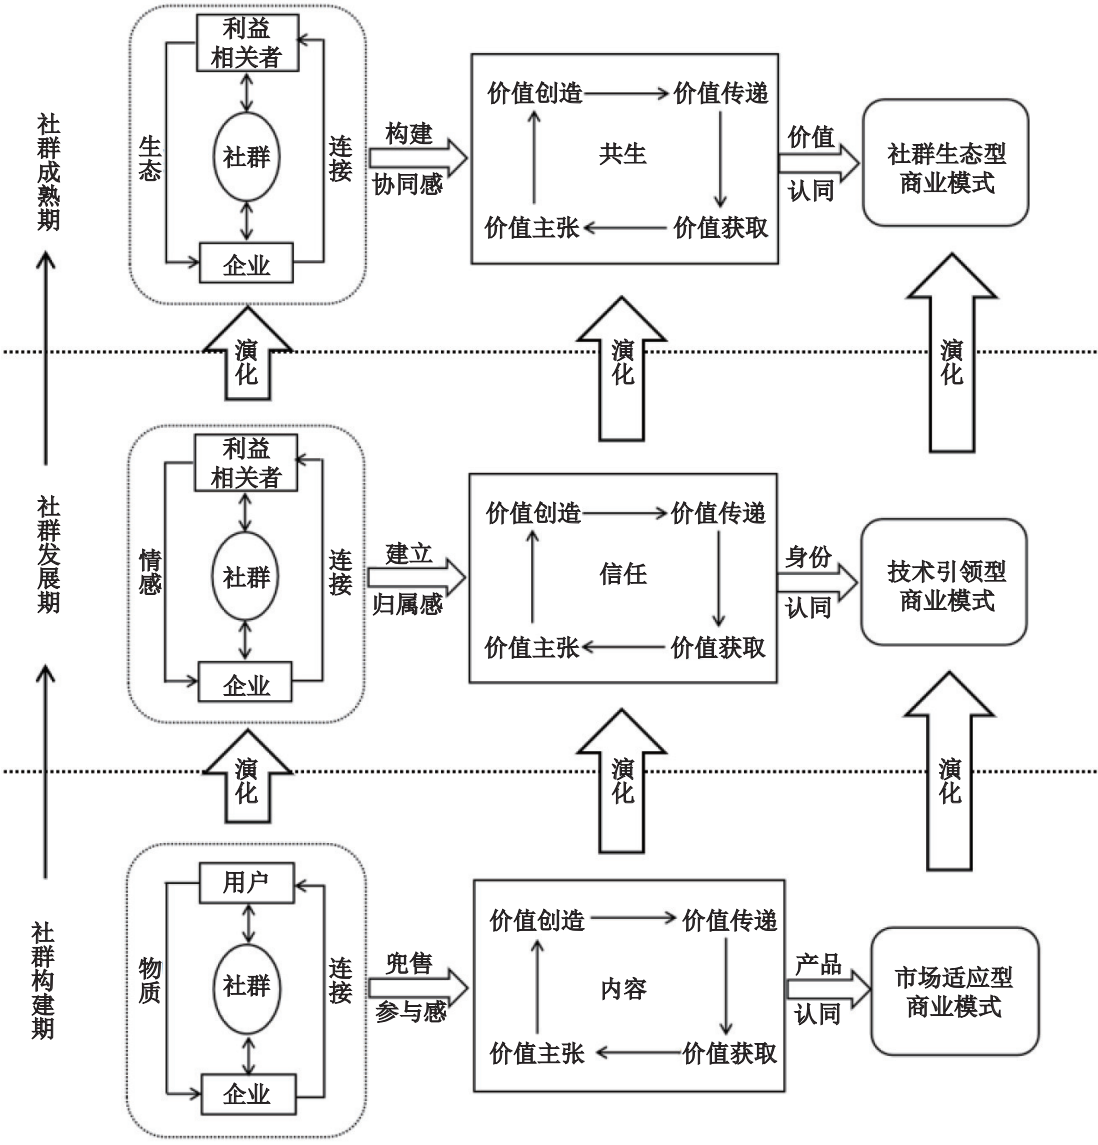 社群成熟期
利益
相关者
生态
社群
连接
企业
构建
协同感
价值创造
价值传递
共生
价值主张
价值获取
价值
认同
社群生态型
商业模式
演化
演化
演化
社群发展期
利益
相关者
情感
社群
连接
企业
建立
归属感
价值创造
价值传递
信任
价值主张
价值获取
身份
认同
技术引领型
商业模式
演化
演化
演化
社群构建期
用户
物质
社群
连接
企业
兜售
参与感
价值创造
价值传递
内容
价值主张
价值获取
产品
认同
市场适应型
商业模式